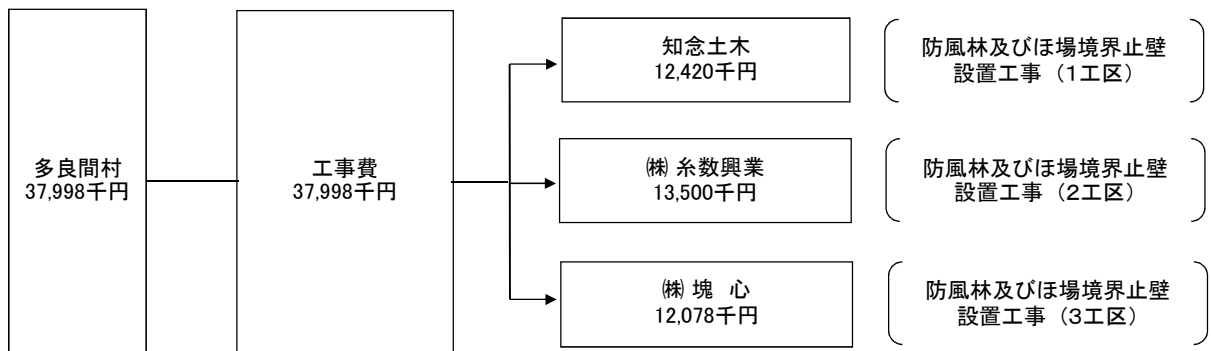 多良間村
37,998千円
工事費
37,998千円
知念土木
12,420千円
防風林及びほ場境界止壁
設置工事（1工区）
㈱ 糸数興業
13,500千円
防風林及びほ場境界止壁
設置工事（2工区）
㈱ 塊　心
12,078千円
防風林及びほ場境界止壁
設置工事（3工区）